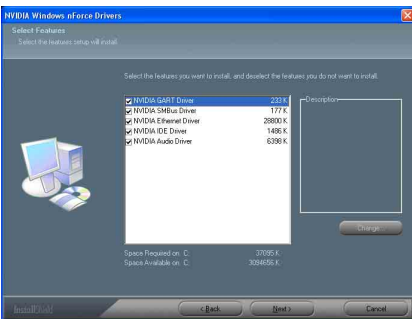 NVIDIA Windows nForce Drivers
Select Features
Select the features setup will install.
Select the features you want to install, and deselect the features you do not want to install.
NVIDIA GART Driver 233 K
NVIDIA SMBus Driver 177 K
NVIDIA Ethernet Driver 28800 K
NVIDIA IDE Driver 1486 K
NVIDIA Audio Driver 6398 K
Description
Change...
Space Required on C: 37095 K
Space Available on C: 3094656 K
InstallShield
< Back
Next >
Cancel